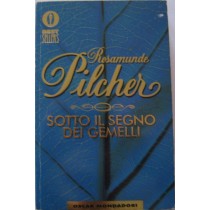 Rosamunde
Pilcher
SOTTO IL SEGNO
DEI GEMELLI
OSCAR MONDADORI